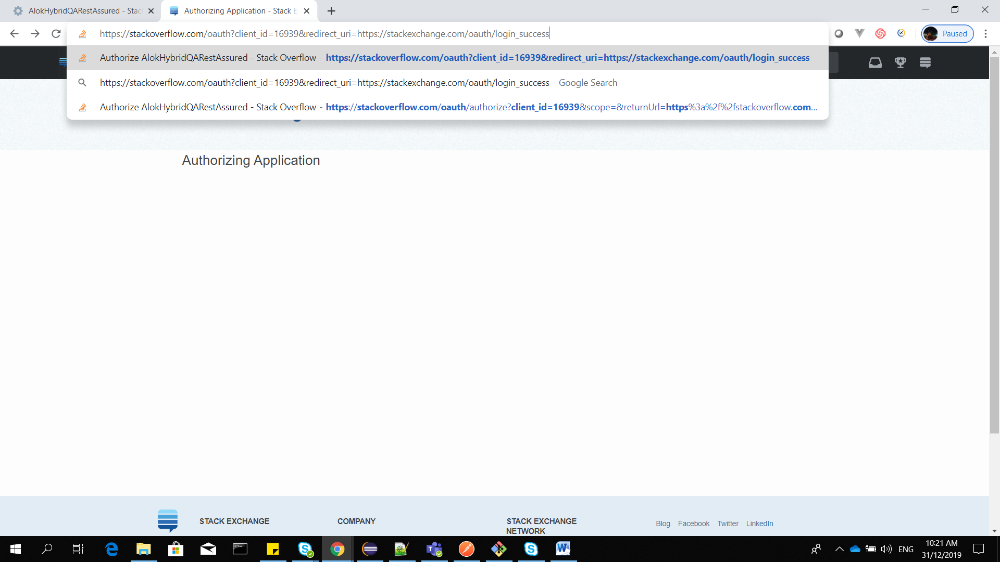 AlokHybridQARestAssured - Stac
Authorizing Application - Stack E
https://stackoverflow.com/oauth?client_id=16939&redirect_uri=https://stackexchange.com/oauth/login_success
Paused
Authorize AlokHybridQARestAssured - Stack Overflow - https://stackoverflow.com/oauth?client_id=16939&redirect_uri=https://stackexchange.com/oauth/login_success
https://stackoverflow.com/oauth?client_id=16939&redirect_uri=https://stackexchange.com/oauth/login_success - Google Search
Authorize AlokHybridQARestAssured - Stack Overflow - https://stackoverflow.com/oauth/authorize?client_id=16939&scope=&returnUrl=https%3a%2f%2fstackoverflow.com...
Authorizing Application
STACK EXCHANGE
COMPANY
STACK EXCHANGE
NETWORK
Blog Facebook Twitter LinkedIn
ENG
10:21 AM
31/12/2019